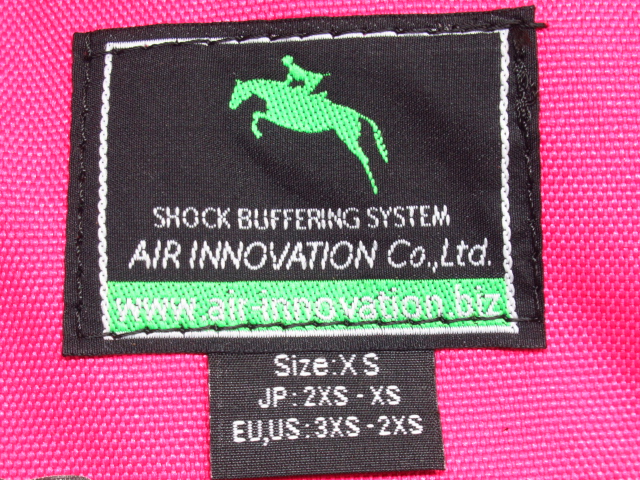 SHOCK BUFFERING SYSTEM
AIR INNOVATION Co.,Ltd.
www.air-innovation.biz
Size:XS
JP:2XS-XS
EU,US:3XS-2XS